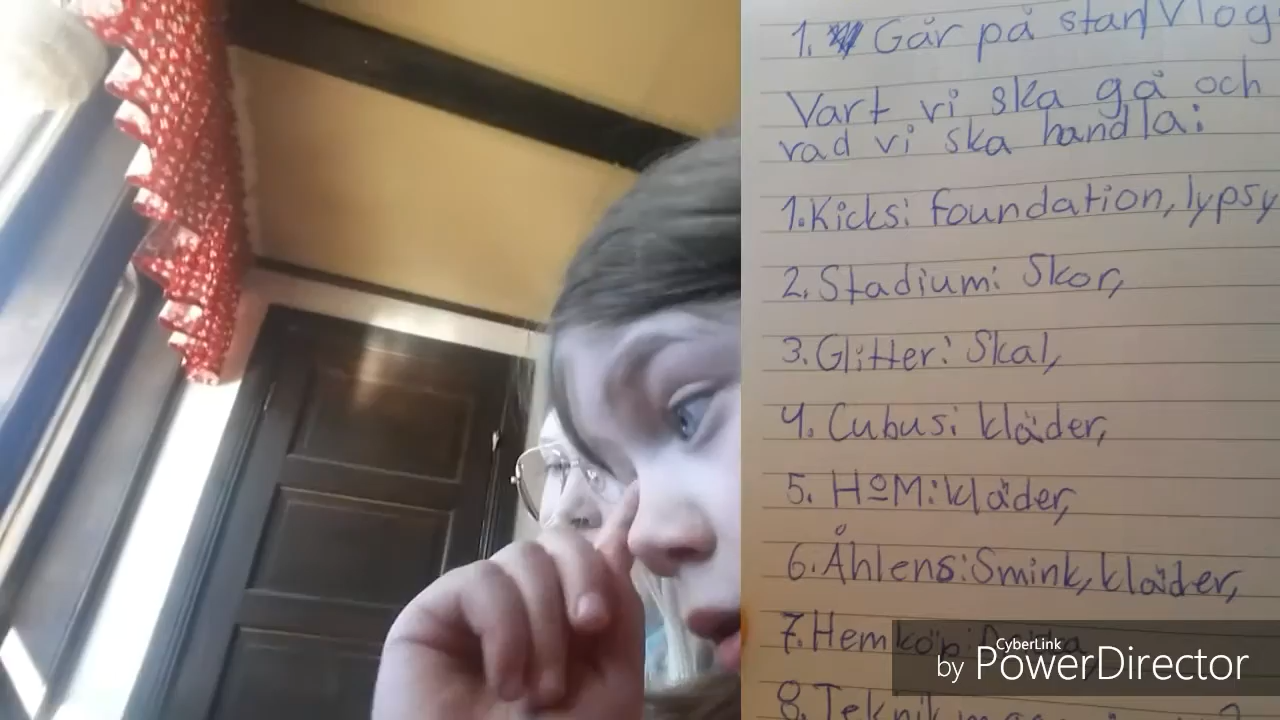 1. Går på stan/Vlog
Vart vi ska gå och
vad vi ska handla:
1. Kicks: foundation, lypsy
2. Stadium: Skor,
3. Glitter: Skal,
4. Cubus: kläder,
5. HoM: kläder,
6. Åhlens: Smink, kläder,
7. Hemköp:
8. Teknik
CyberLink
by PowerDirector